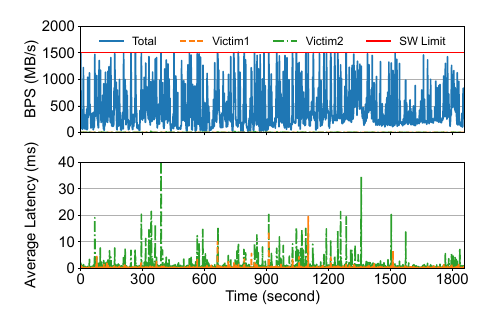 2000
Total Victim1 Victim2 SW Limit
1500
1000
500
0
BPS (MB/s)
40
30
20
10
0
Average Latency (ms)
0 300 600 900 1200 1500 1800
Time (second)